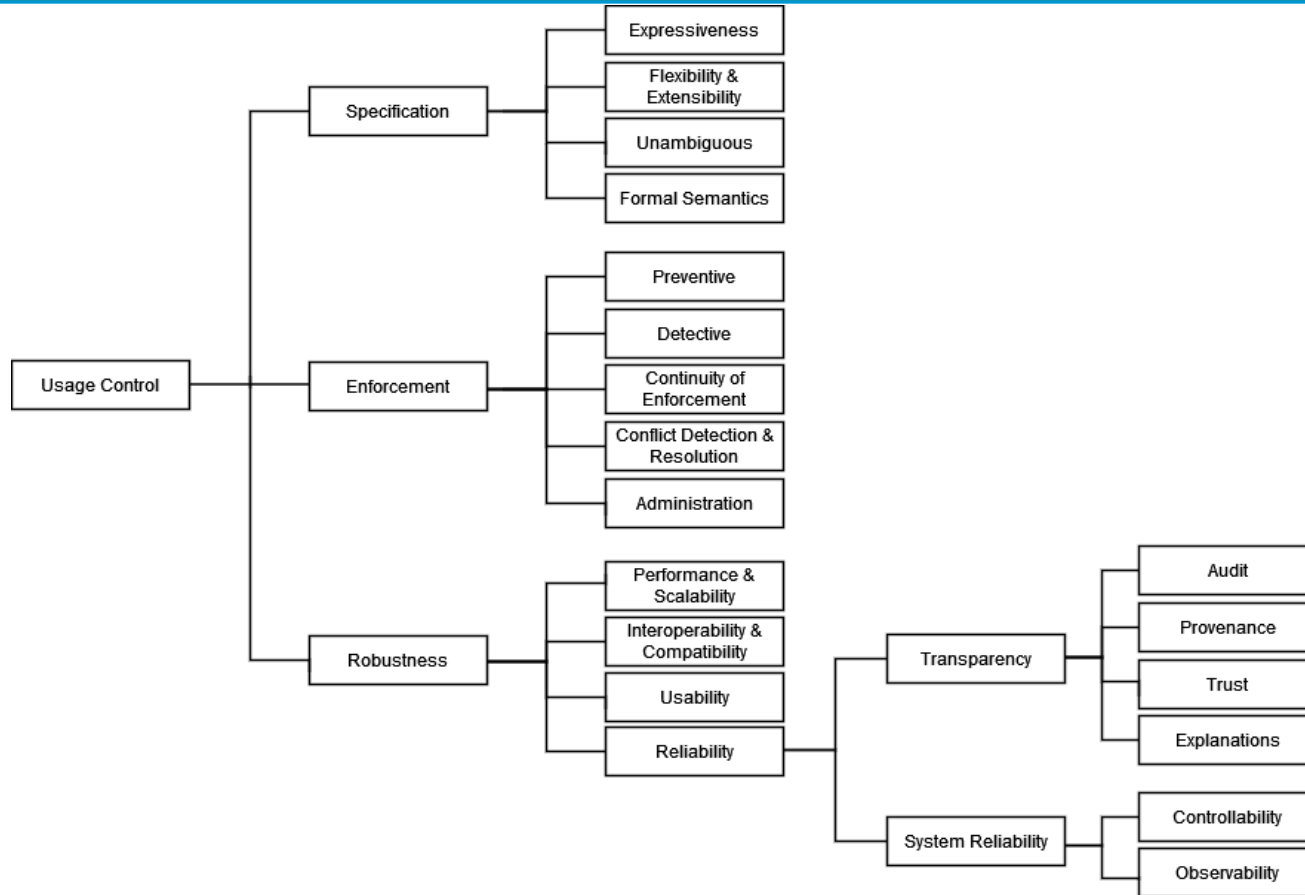 Expressiveness
Flexibility &
Extensibility
Specification
Unambiguous
Formal Semantics
Preventive
Detective
Usage Control
Enforcement
Continuity of
Enforcement
Conflict Detection &
Resolution
Administration
Performance &
Scalability
Interoperability &
Compatibility
Robustness
Usability
Reliability
Transparency
Audit
Provenance
Trust
Explanations
System Reliability
Controllability
Observability